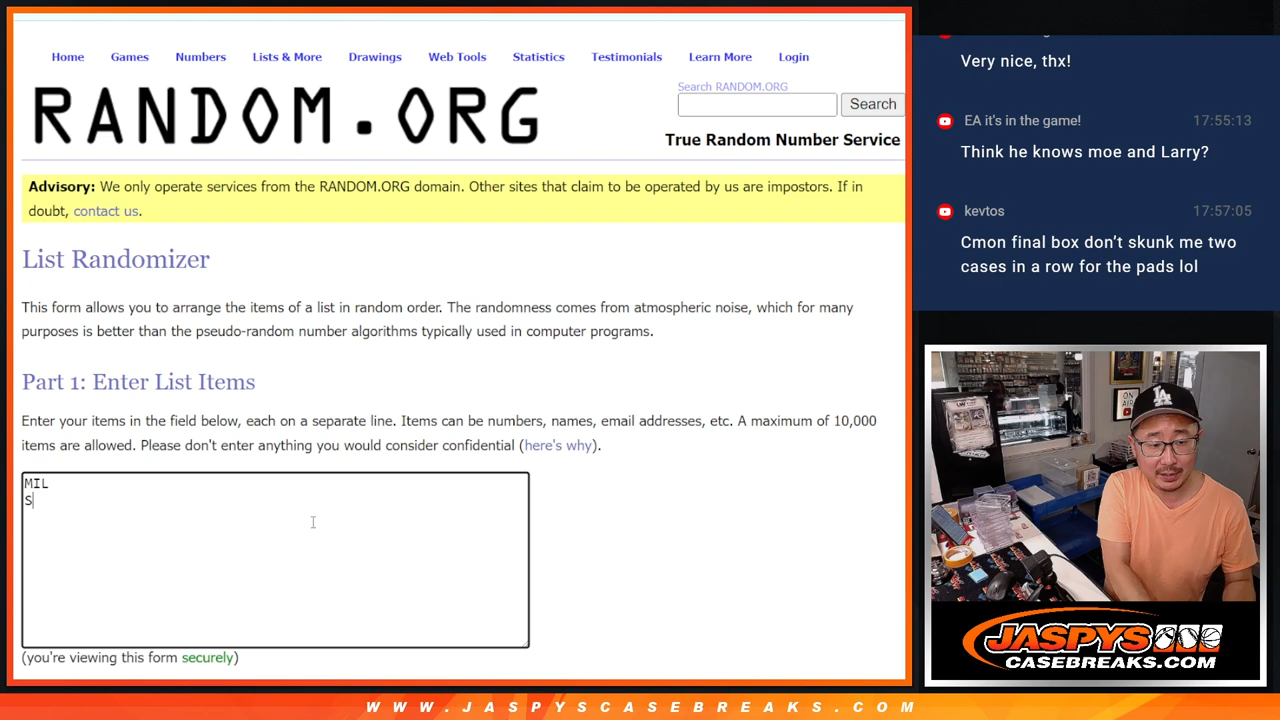 Home Games Numbers Lists & More Drawings Web Tools Statistics Testimonials Learn More Login
RANDOM.ORG
Search RANDOM.ORG
Search
True Random Number Service
Advisory: We only operate services from the RANDOM.ORG domain. Other sites that claim to be operated by us are impostors. If in
doubt, contact us.
List Randomizer
This form allows you to arrange the items of a list in random order. The randomness comes from atmospheric noise, which for many
purposes is better than the pseudo-random number algorithms typically used in computer programs.
Part 1: Enter List Items
Enter your items in the field below, each on a separate line. Items can be numbers, names, email addresses, etc. A maximum of 10,000
items are allowed. Please don't enter anything you would consider confidential (here's why).
MIL
S
(you're viewing this form securely)
Very nice, thx!
EA it's in the game! 17:55:13
Think he knows moe and Larry?
kevtos 17:57:05
Cmon final box don’t skunk me two
cases in a row for the pads lol
ON
AIR
LA
JASPYS
CASEBREAKS.COM
WWW.JASPYSCASEBREAKS.COM